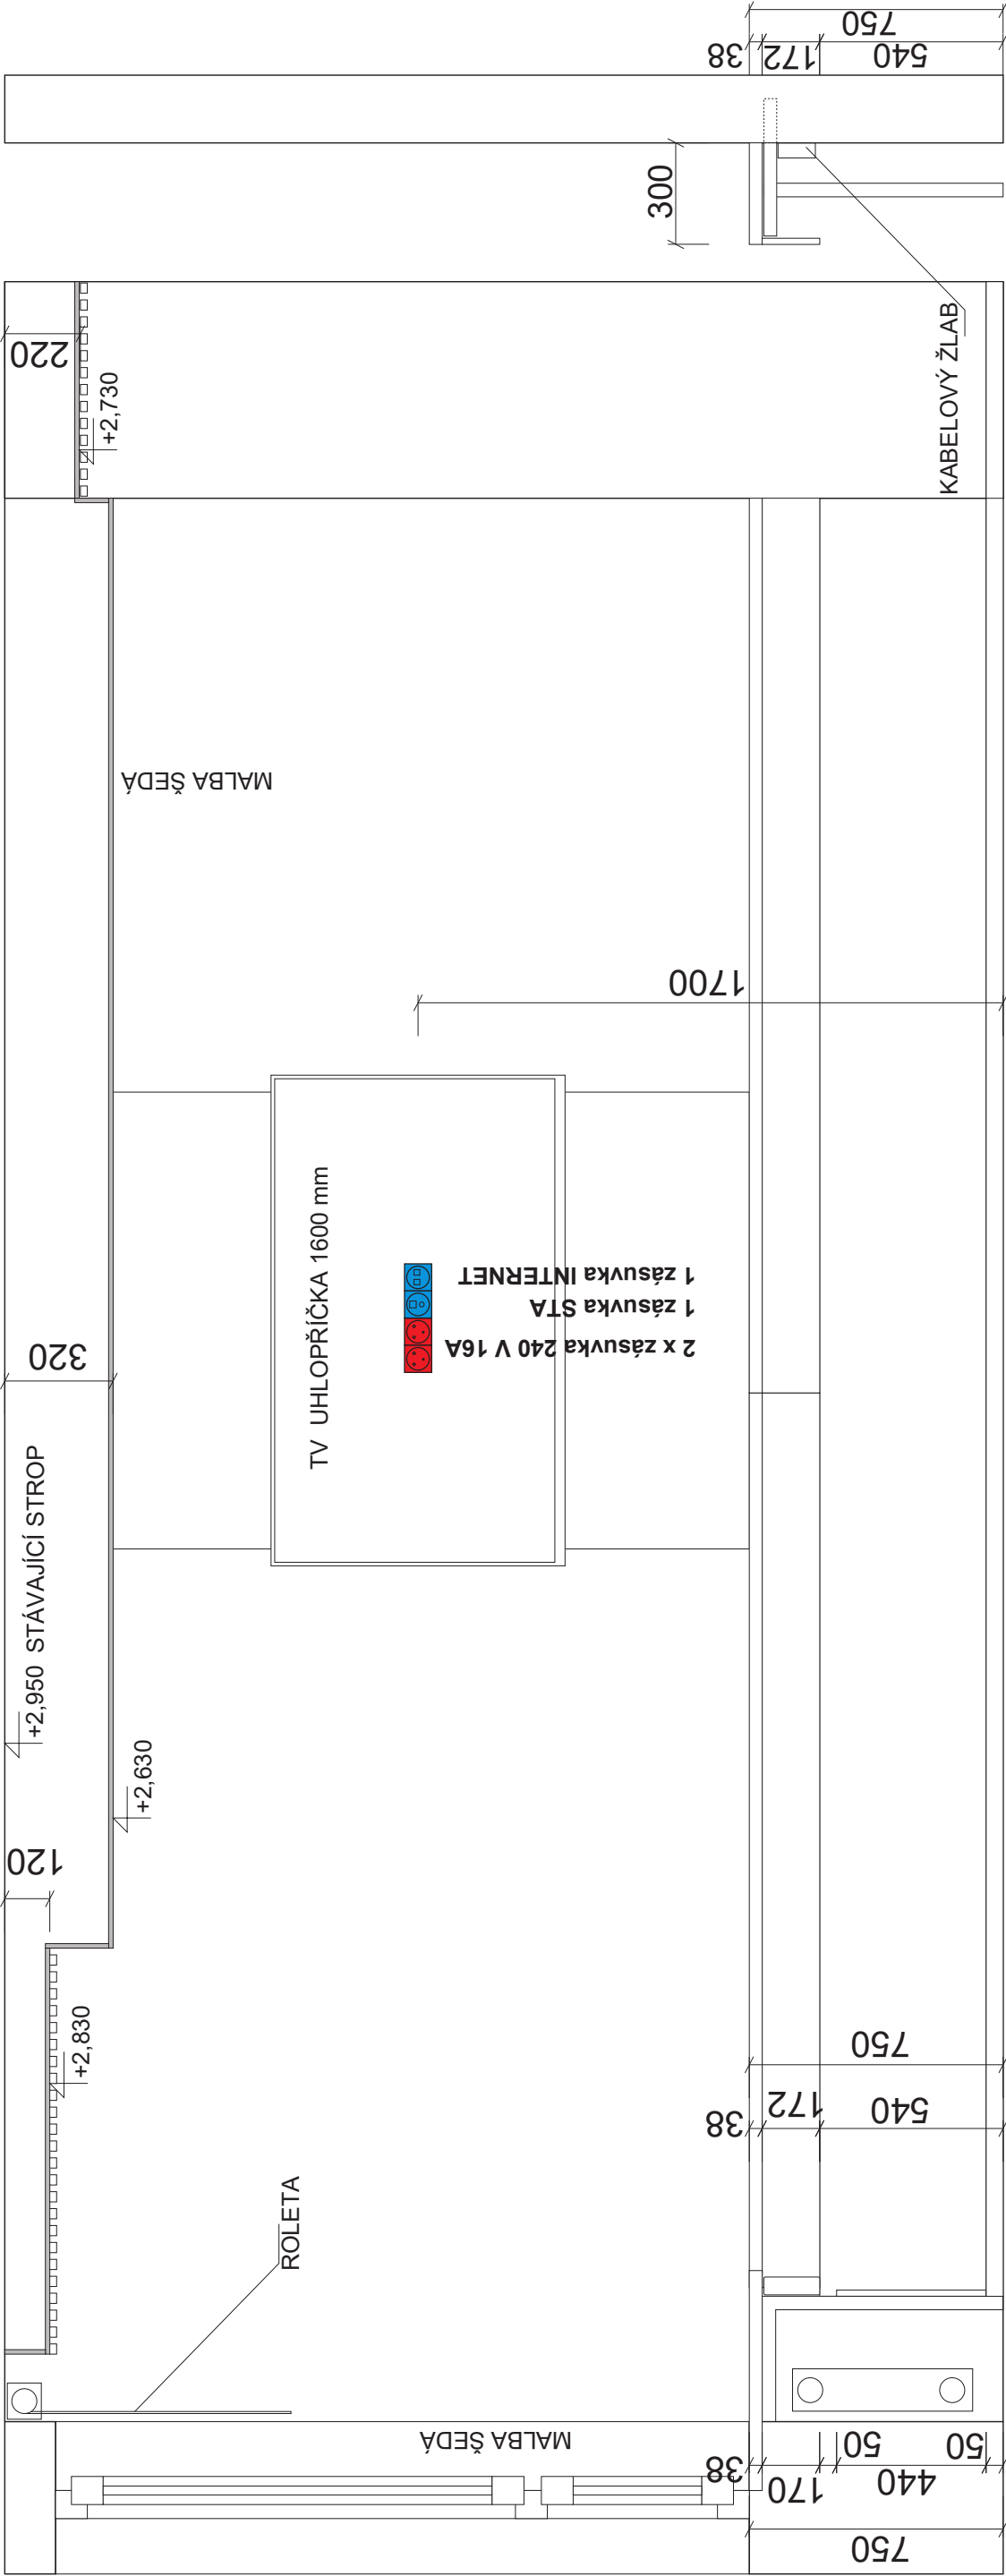 750
38
172
540
300
220
+2,730
KABELOVÝ ŽLAB
MALBA ŠEDÁ
1700
TV UHLOPŘÍČKA 1600 mm
1 zásuvka INTERNET
1 zásuvka STA
2 x zásuvka 240 V 16A
320
+2,950 STÁVAJÍCÍ STROP
+2,630
120
+2,830
750
38
172
540
ROLETA
MALBA ŠEDÁ
38
170
50
440
50
750